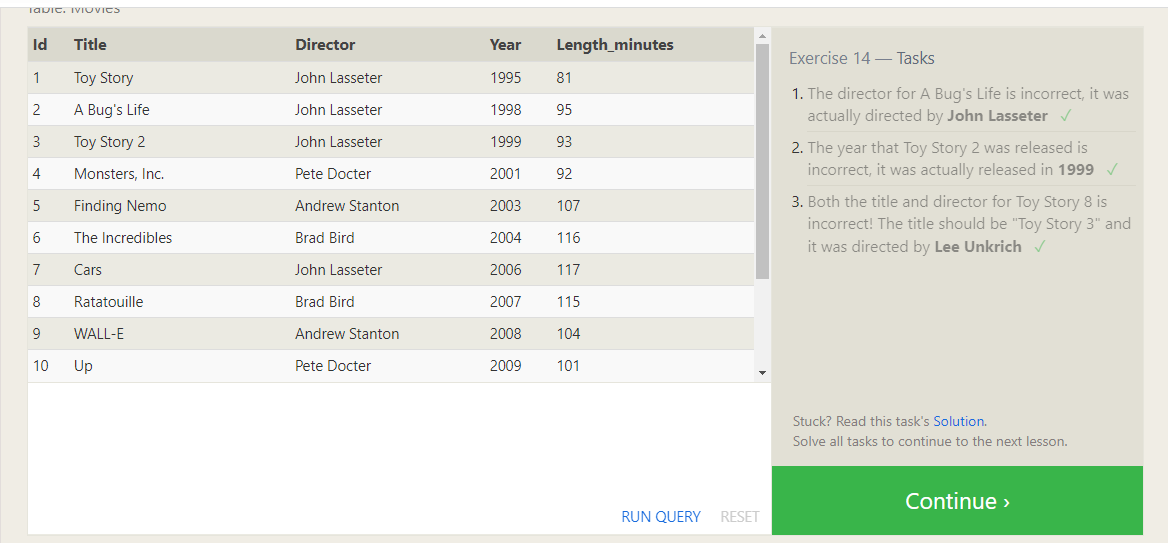 Table: Movies
Id Title Director Year Length_minutes
1 Toy Story John Lasseter 1995 81
2 A Bug's Life John Lasseter 1998 95
3 Toy Story 2 John Lasseter 1999 93
4 Monsters, Inc. Pete Docter 2001 92
5 Finding Nemo Andrew Stanton 2003 107
6 The Incredibles Brad Bird 2004 116
7 Cars John Lasseter 2006 117
8 Ratatouille Brad Bird 2007 115
9 WALL-E Andrew Stanton 2008 104
10 Up Pete Docter 2009 101
RUN QUERY RESET
Exercise 14 — Tasks
1. The director for A Bug's Life is incorrect, it was
actually directed by John Lasseter ✓
2. The year that Toy Story 2 was released is
incorrect, it was actually released in 1999 ✓
3. Both the title and director for Toy Story 8 is
incorrect! The title should be "Toy Story 3" and
it was directed by Lee Unkrich ✓
Stuck? Read this task's Solution.
Solve all tasks to continue to the next lesson.
Continue ›